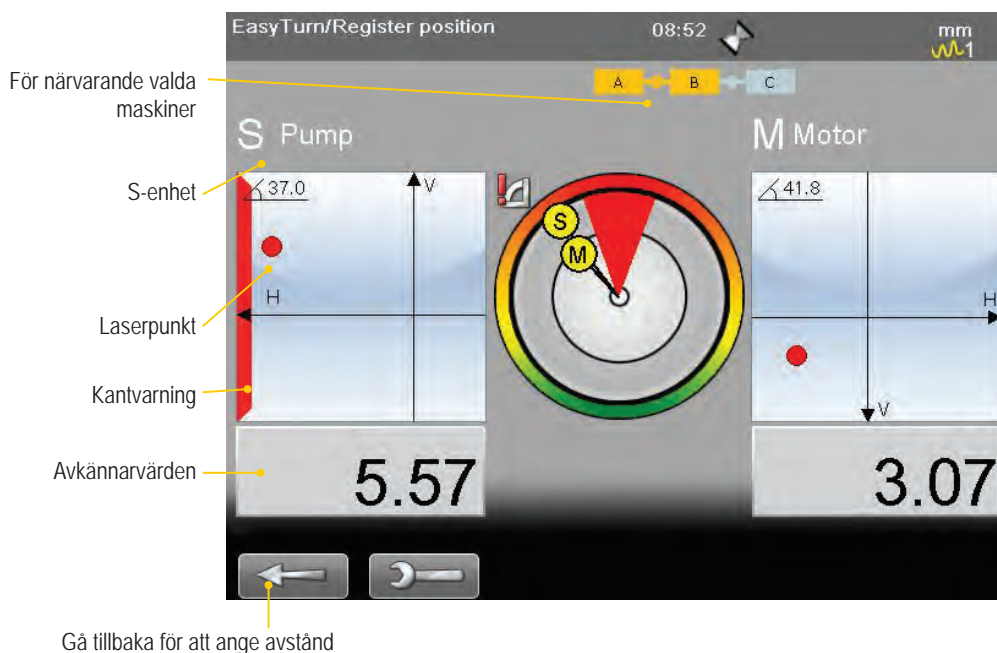 EasyTurn/Register position
08:52
mm
1
För närvarande valda
maskiner
A
B
C
S Pump
M Motor
S-enhet
37.0
V
S
M
41.8
H
H
Laserpunkt
Kantvarning
V
Avkännarvärden
5.57
3.07
Gå tillbaka för att ange avstånd